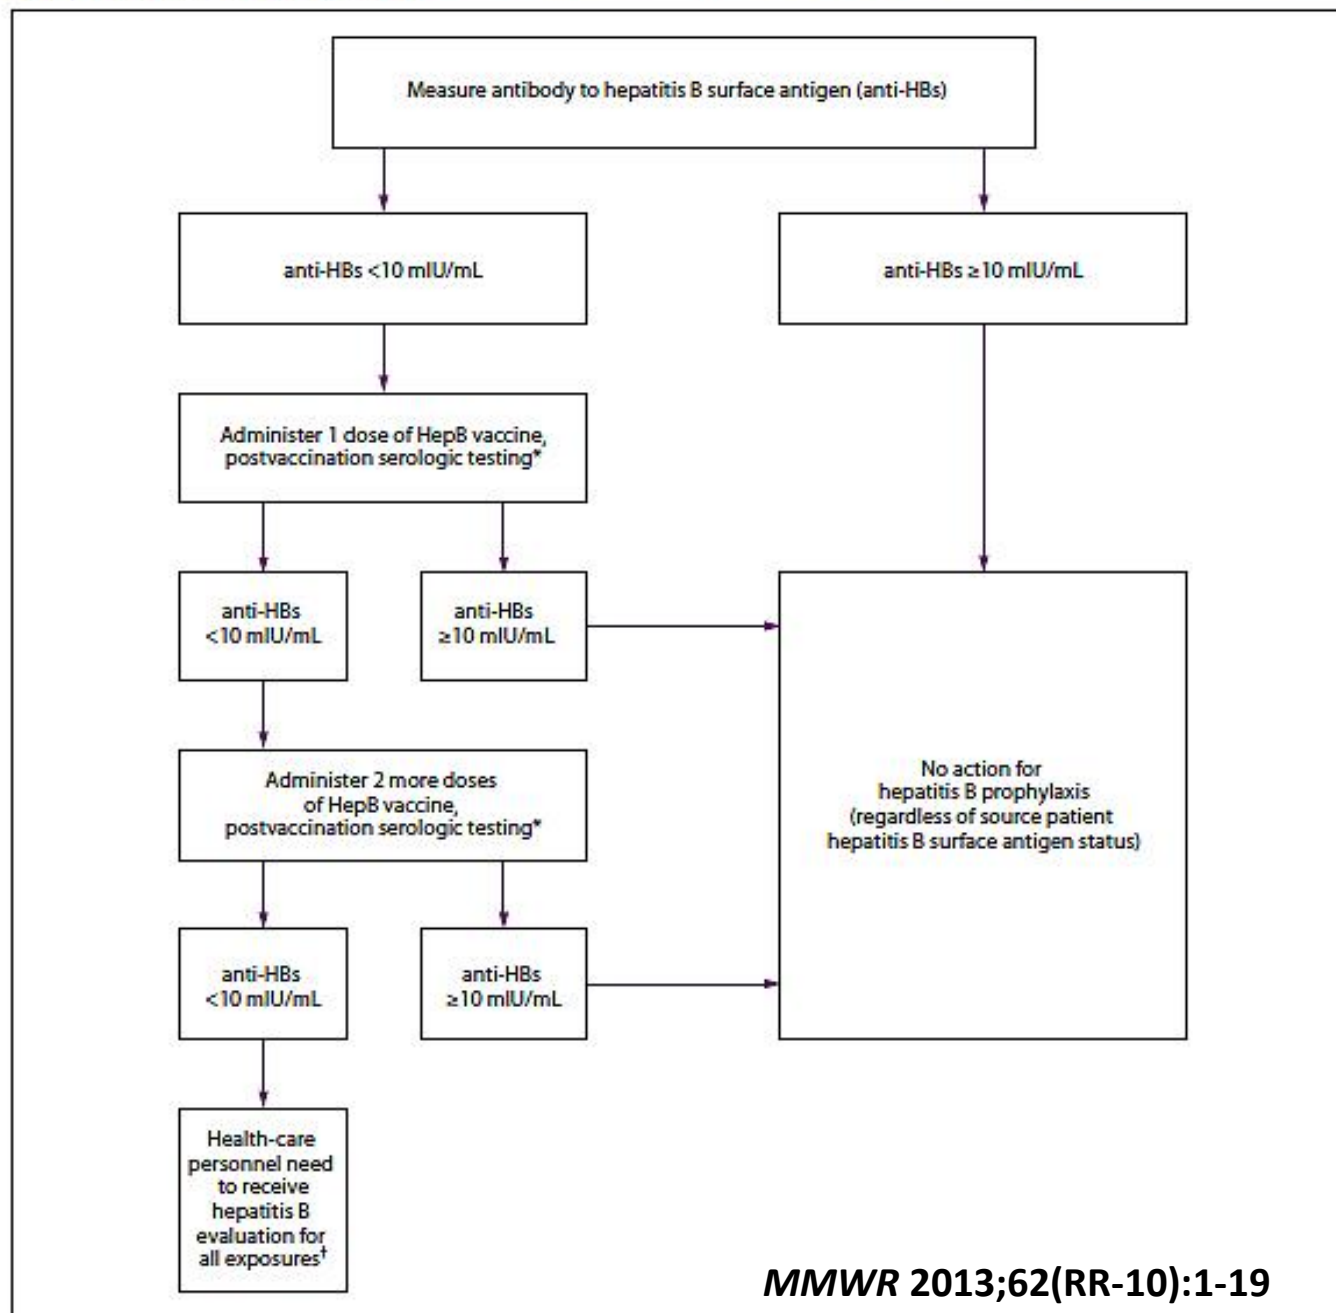 Measure antibody to hepatitis B surface antigen (anti-HBs)
anti-HBs <10 mIU/mL
anti-HBs ≥10 mIU/mL
Administer 1 dose of HepB vaccine,
postvaccination serologic testing*
anti-HBs
<10 mIU/mL
anti-HBs
≥10 mIU/mL
Administer 2 more doses
of HepB vaccine,
postvaccination serologic testing*
No action for
hepatitis B prophylaxis
(regardless of source patient
hepatitis B surface antigen status)
anti-HBs
<10 mIU/mL
anti-HBs
≥10 mIU/mL
Health-care
personnel need
to receive
hepatitis B
evaluation for
all exposures†
MMWR 2013;62(RR-10):1-19